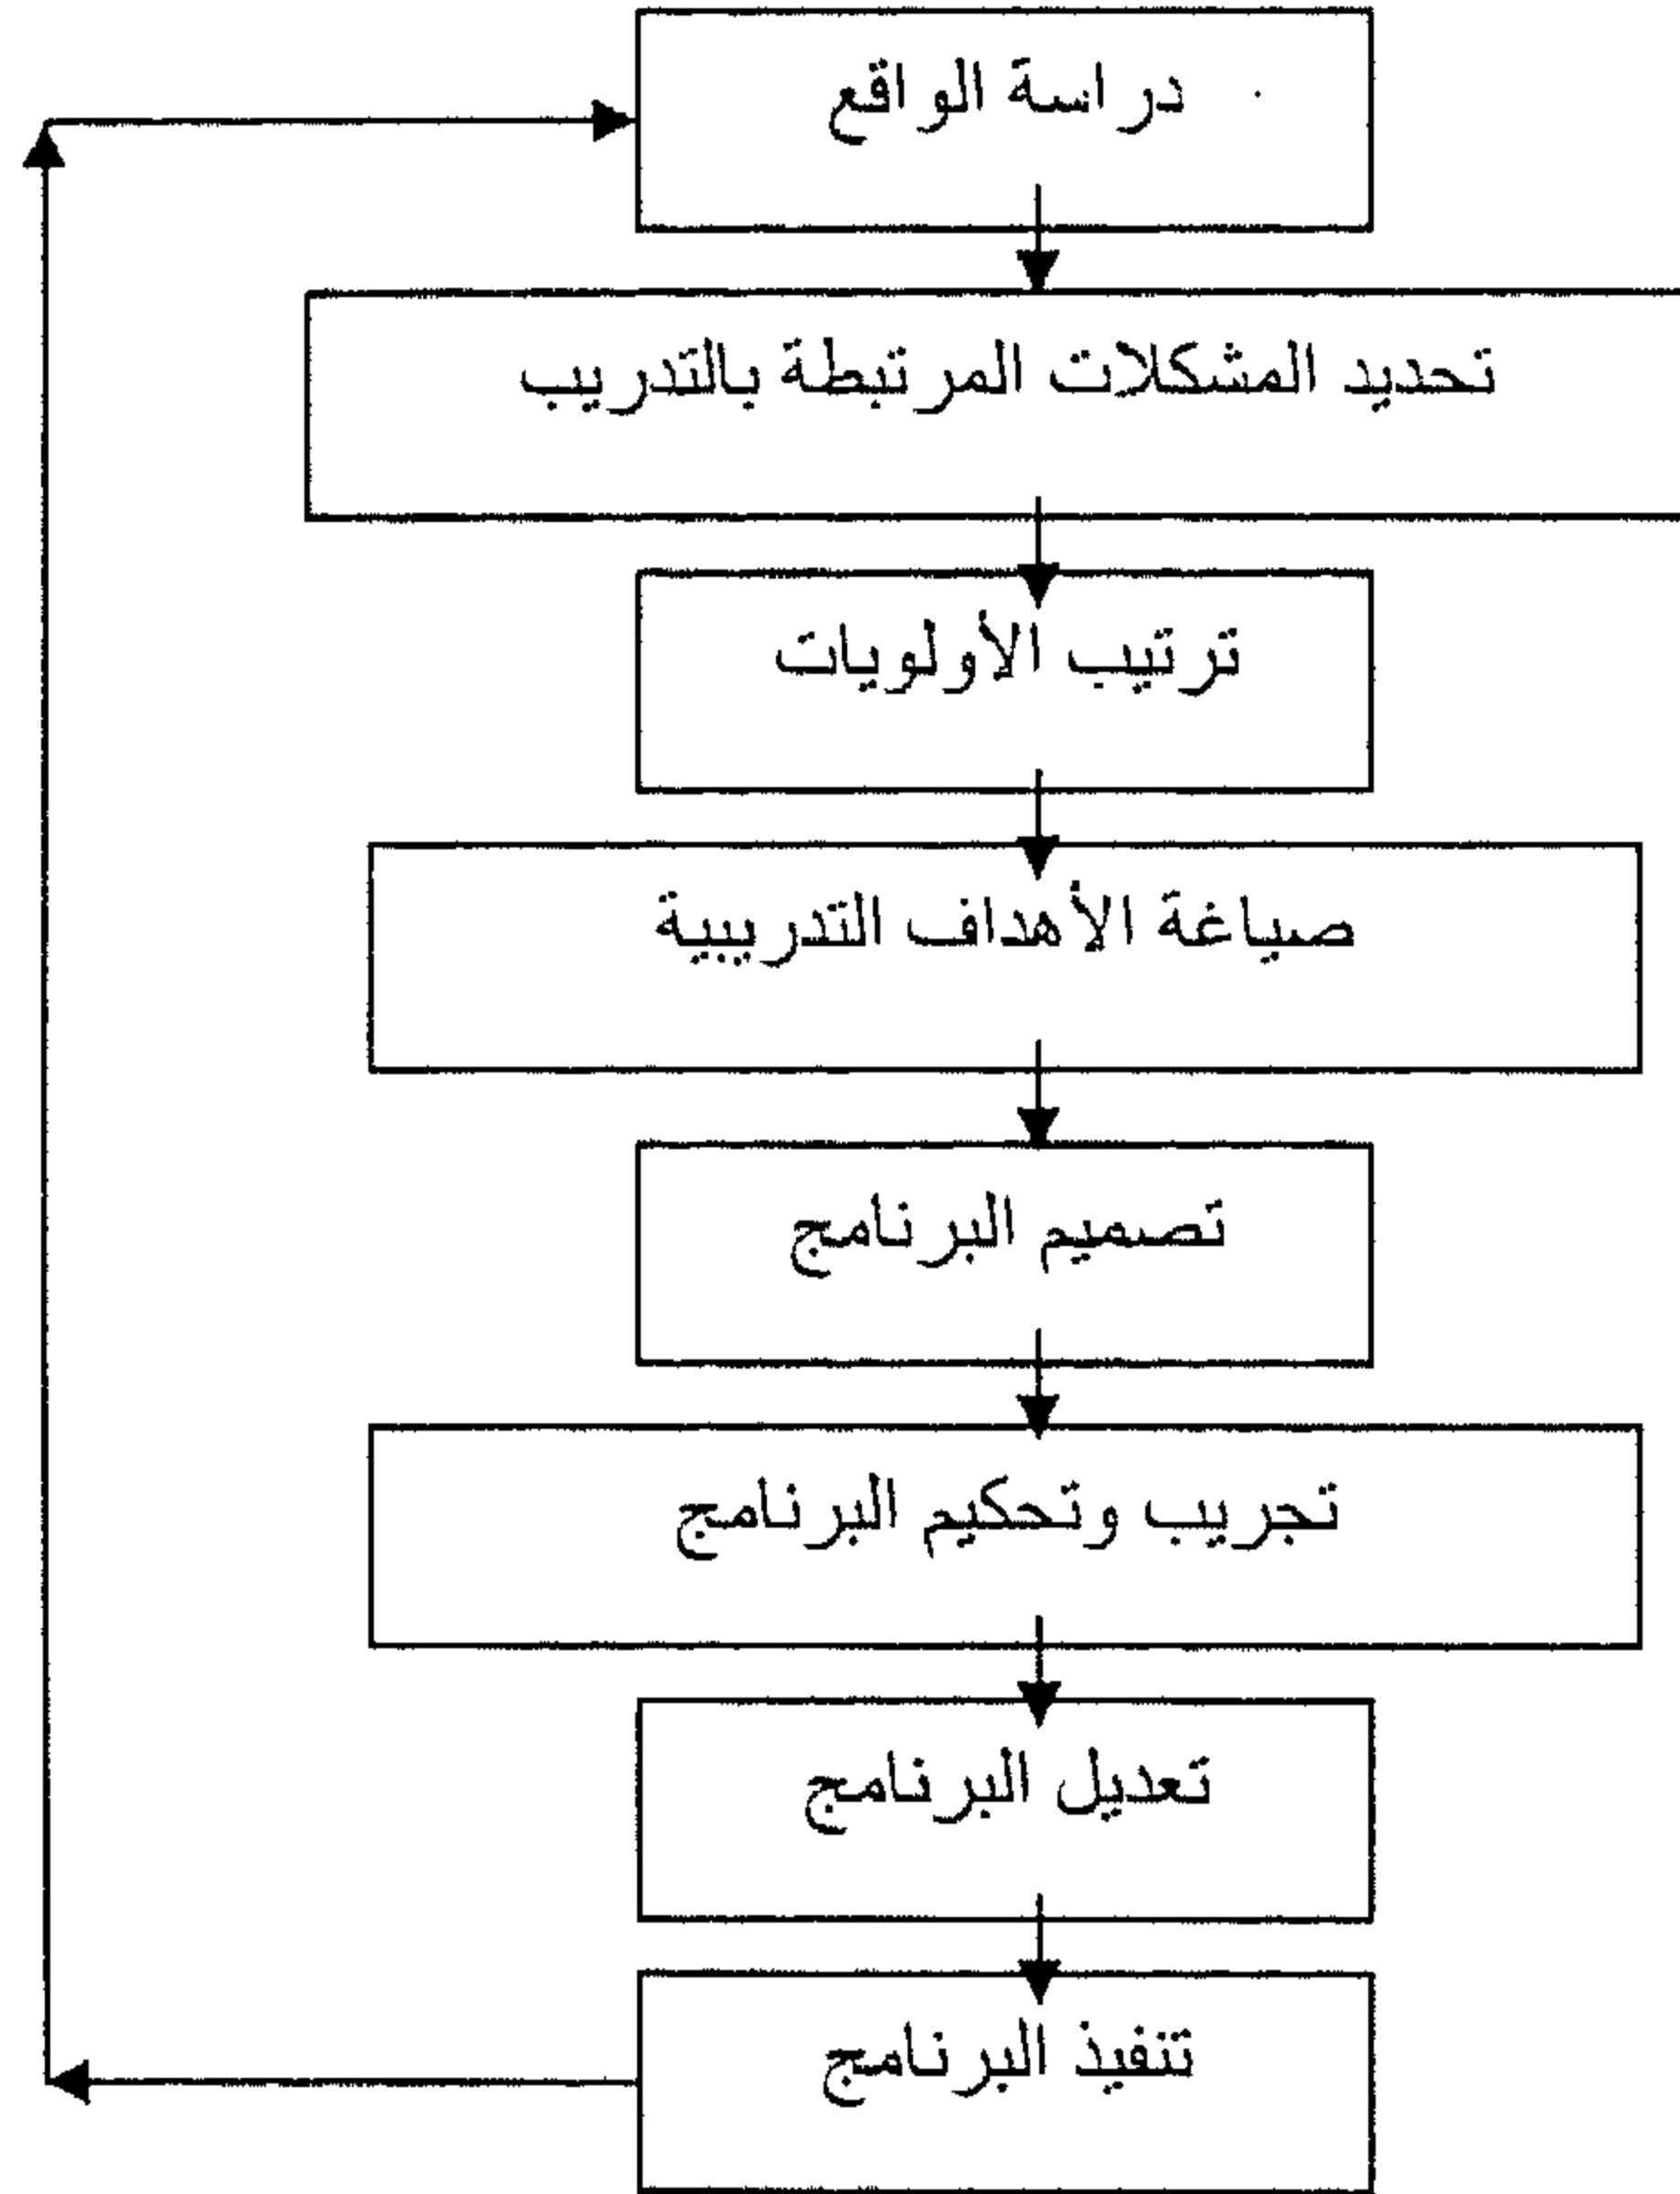 دراسة الواقع
تحديد المشكلات المرتبطة بالتدريب
ترتيب الأولويات
صياغة الأهداف التدريبية
تصميم البرنامج
تجريب وتحكيم البرنامج
تعديل البرنامج
تنفيذ البرنامج